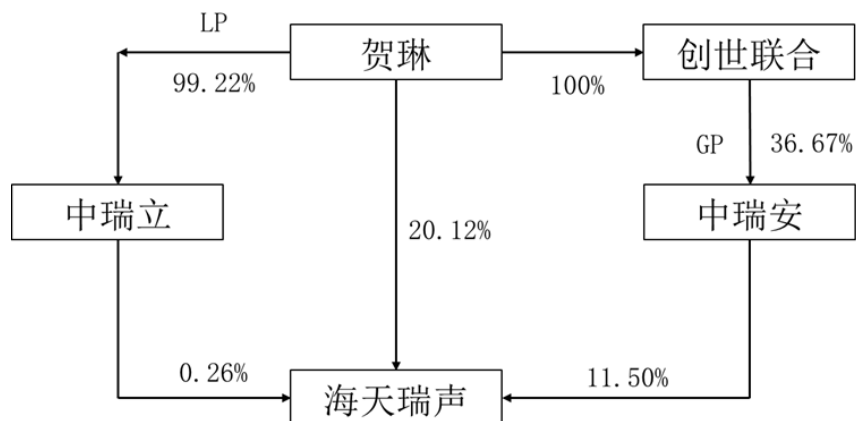 LP
贺琳
创世联合
99.22%
100%
GP
36.67%
中瑞立
中瑞安
20.12%
0.26%
11.50%
海天瑞声